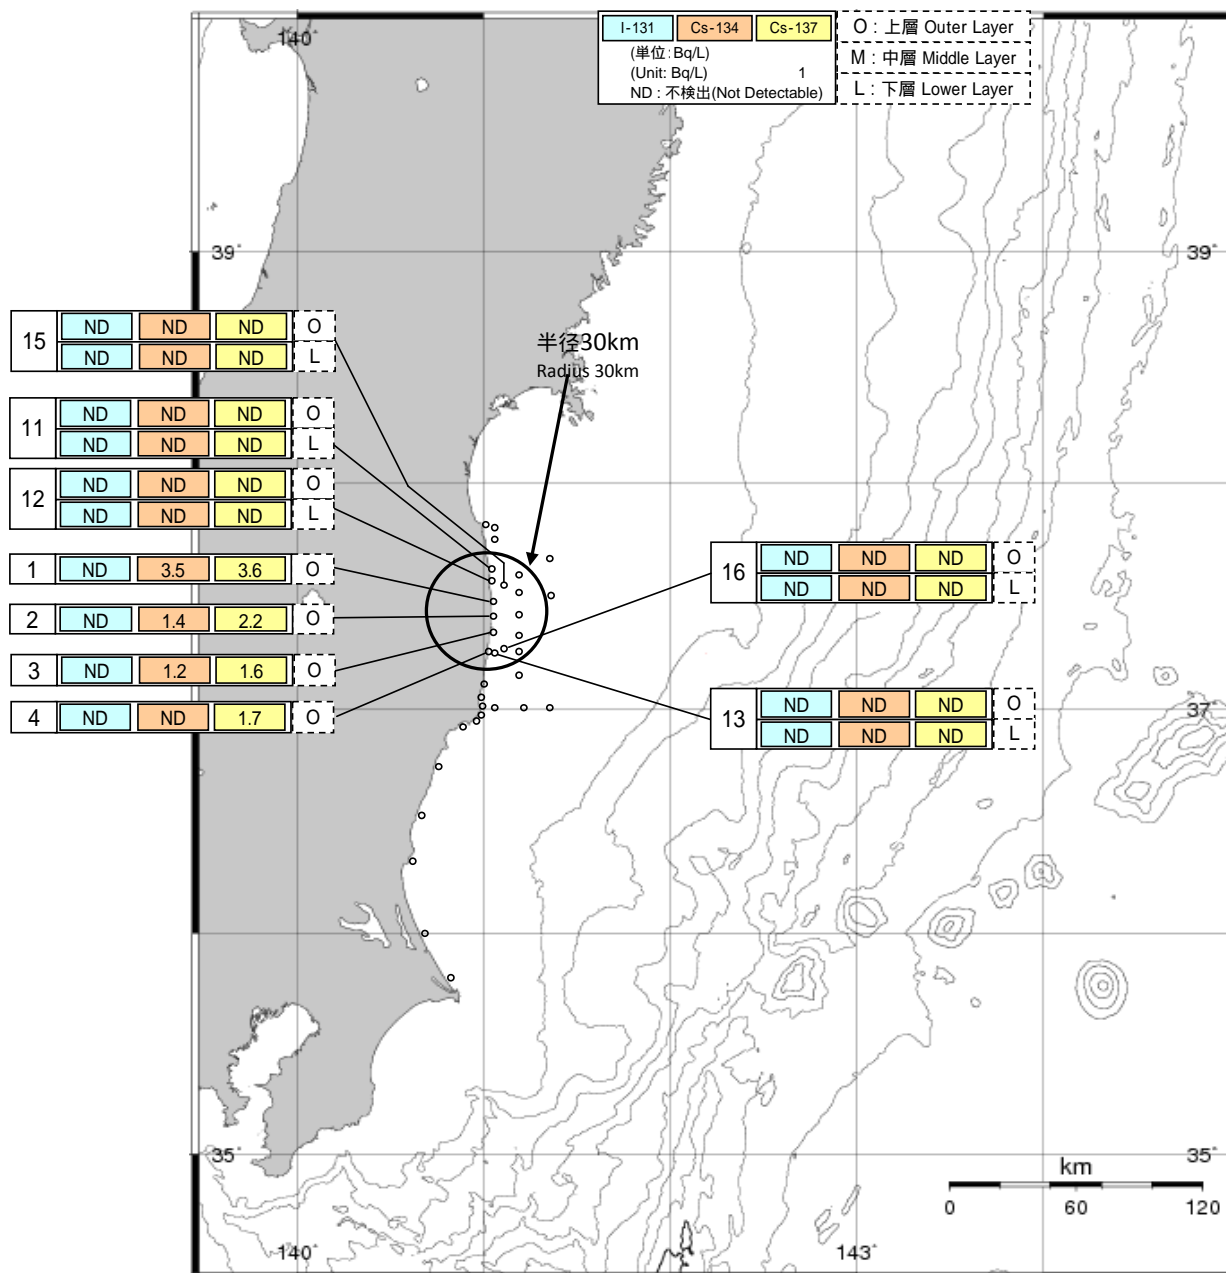 140°
I-131 Cs-134 Cs-137
(単位:Bq/L)
(Unit: Bq/L) 1
ND : 不検出(Not Detectable)
O : 上層 Outer Layer
M : 中層 Middle Layer
L : 下層 Lower Layer
39° 39°
15 ND ND ND O
ND ND ND L
半径30km
Radius 30km
11 ND ND ND O
ND ND ND L
12 ND ND ND O
ND ND ND L
1 ND 3.5 3.6 O
2 ND 1.4 2.2 O
3 ND 1.2 1.6 O
4 ND ND 1.7 O
16 ND ND ND O
ND ND ND L
13 ND ND ND O
ND ND ND L
37°
35° 35°
km
0 60 120
140° 143°